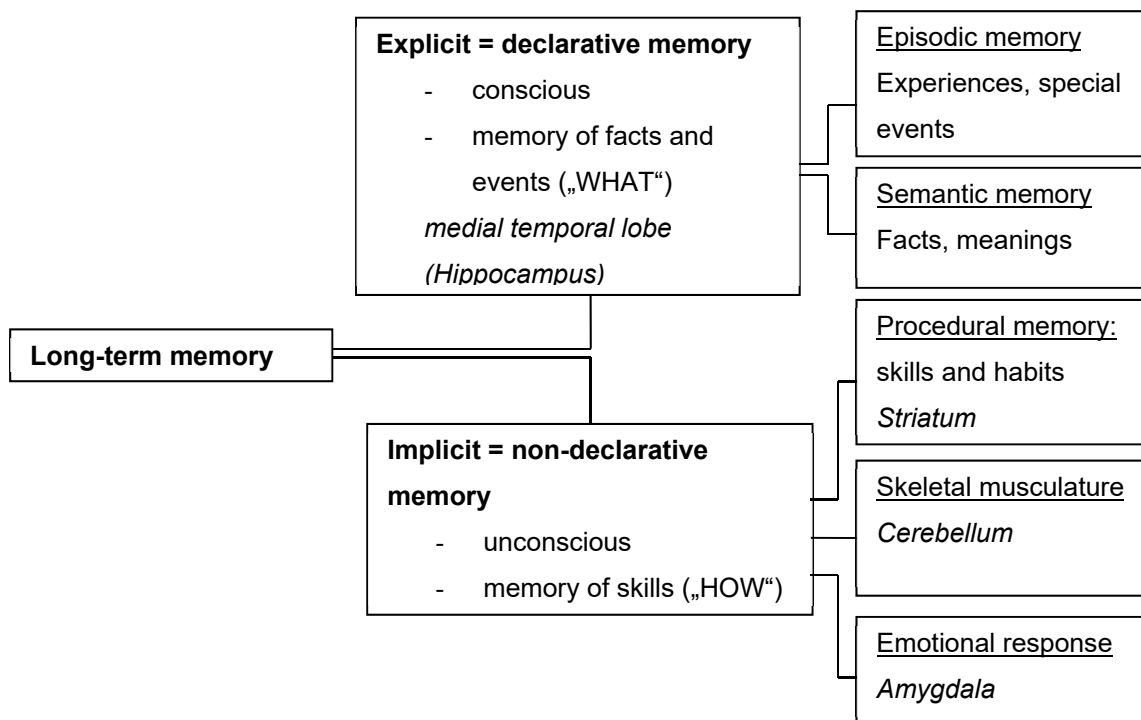 Explicit = declarative memory
- conscious
- memory of facts and
events („WHAT“)
medial temporal lobe
(Hippocampus)
Episodic memory
Experiences, special
events
Semantic memory
Facts, meanings
Long-term memory
Implicit = non-declarative
memory
- unconscious
- memory of skills („HOW“)
Procedural memory:
skills and habits
Striatum
Skeletal musculature
Cerebellum
Emotional response
Amygdala